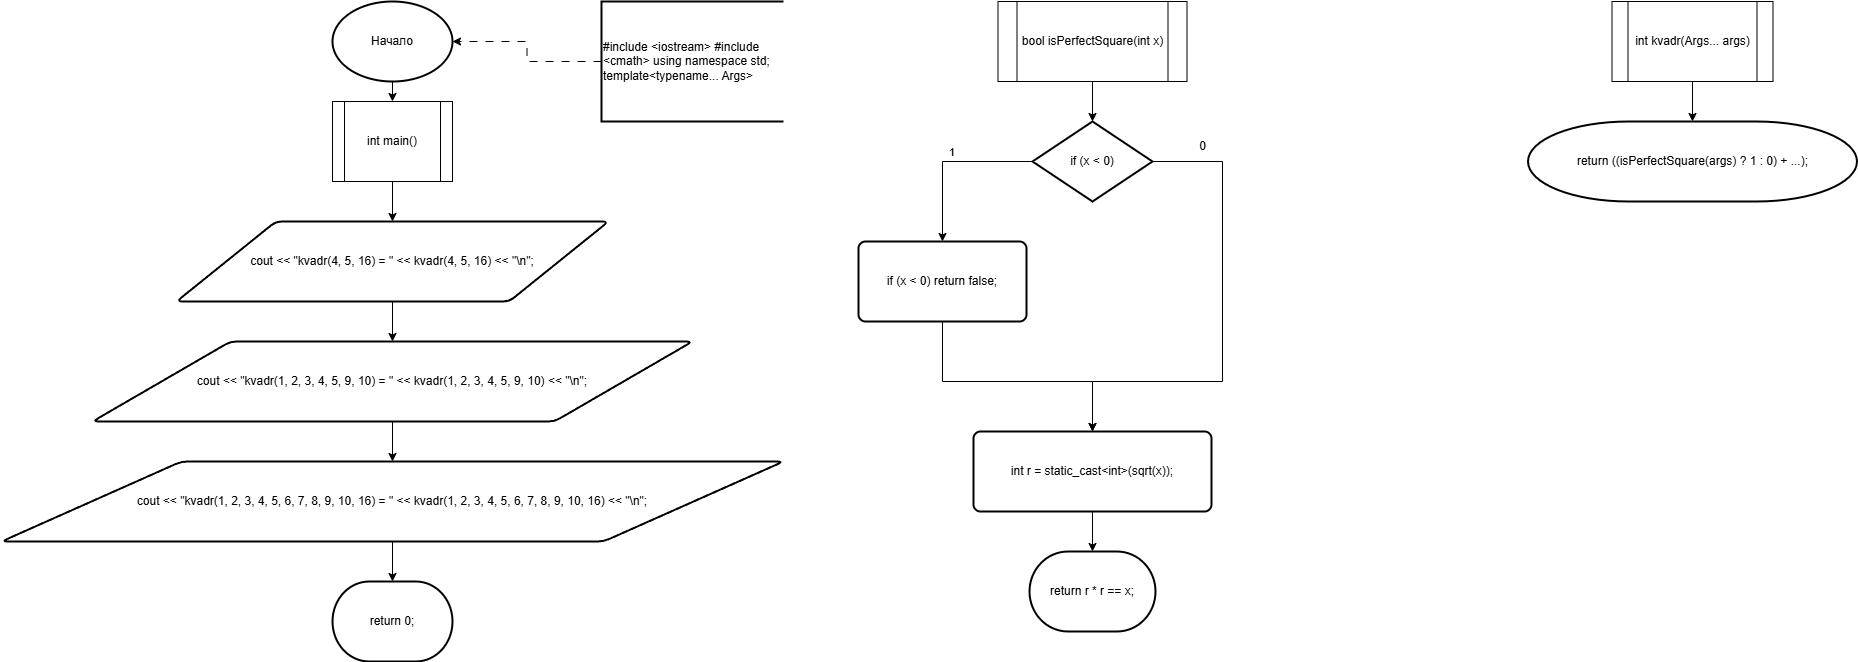 Начало
#include <iostream> #include
<cmath> using namespace std;
template<typename... Args>
int main()
cout << "kvadr(4, 5, 16) = " << kvadr(4, 5, 16) << "\n";
cout << "kvadr(1, 2, 3, 4, 5, 9, 10) = " << kvadr(1, 2, 3, 4, 5, 9, 10) << "\n";
cout << "kvadr(1, 2, 3, 4, 5, 6, 7, 8, 9, 10, 16) = " << kvadr(1, 2, 3, 4, 5, 6, 7, 8, 9, 10, 16) << "\n";
return 0;
bool isPerfectSquare(int x)
if (x < 0)
1
0
if (x < 0) return false;
int r = static_cast<int>(sqrt(x));
return r * r == x;
int kvadr(Args... args)
return ((isPerfectSquare(args) ? 1 : 0) + ...);